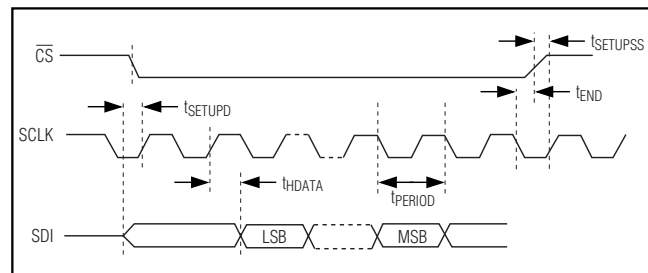 CS
tSETUPSS
tSETUPD
tEND
SCLK
tHDATA
tPERIOD
SDI
LSB
MSB